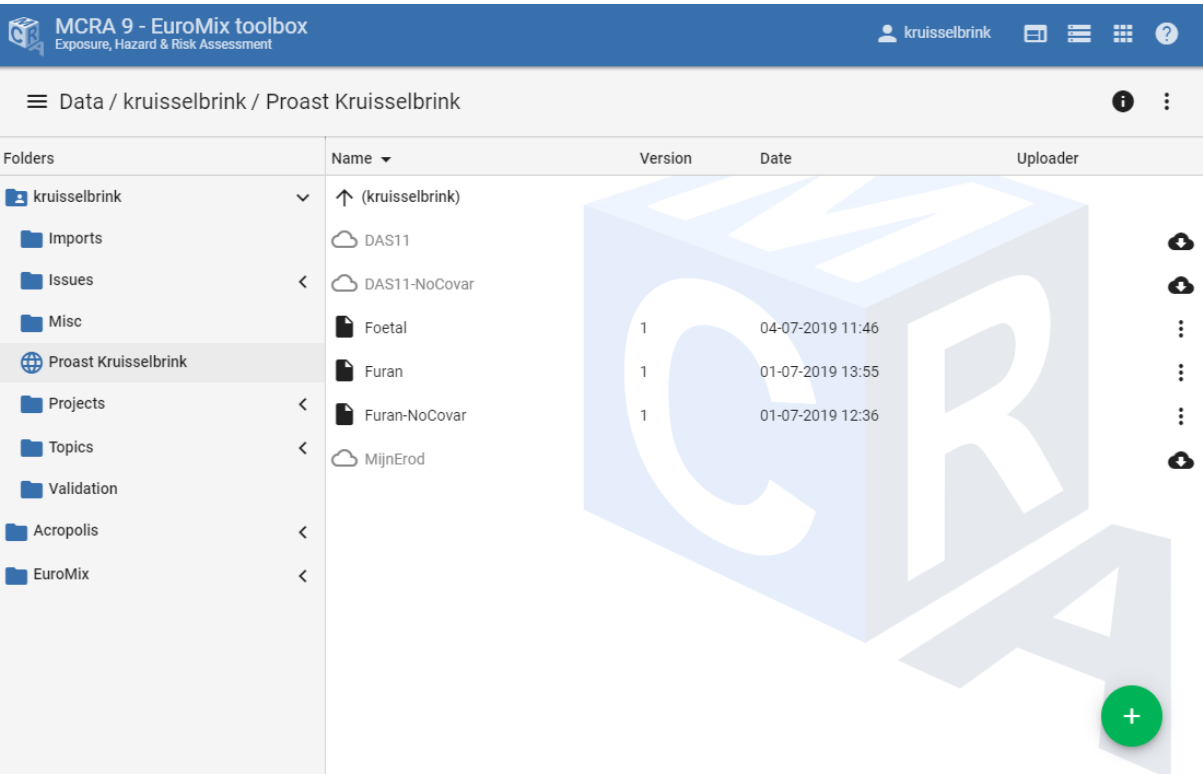 MCRA 9 - EuroMix toolbox
Exposure, Hazard & Risk Assessment
kruisselbrink
Data / kruisselbrink / Proast Kruisselbrink
Folders
Name Version Date Uploader
kruisselbrink
(kruisselbrink)
Imports
DAS11
Issues
DAS11-NoCovar
Misc
Foetal 1 04-07-2019 11:46
Proast Kruisselbrink
Furan 1 01-07-2019 13:55
Projects
Furan-NoCovar 1 01-07-2019 12:36
Topics
MijnErod
Validation
Acropolis
EuroMix
M
C
R
A
+